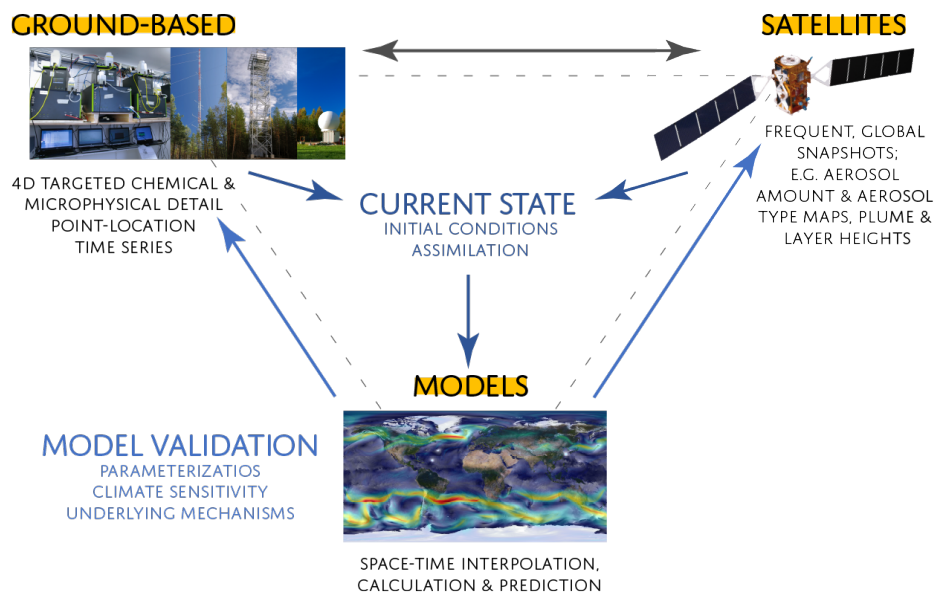 GROUND-BASED
SATELLITES
4D TARGETED CHEMICAL &
MICROPHYSICAL DETAIL
POINT-LOCATION
TIME SERIES
FREQUENT, GLOBAL
SNAPSHOTS;
E.G. AEROSOL
AMOUNT & AEROSOL
TYPE MAPS, PLUME &
LAYER HEIGHTS
CURRENT STATE
INITIAL CONDITIONS
ASSIMILATION
MODELS
MODEL VALIDATION
PARAMETERIZATIOS
CLIMATE SENSITIVITY
UNDERLYING MECHANISMS
SPACE-TIME INTERPOLATION,
CALCULATION & PREDICTION